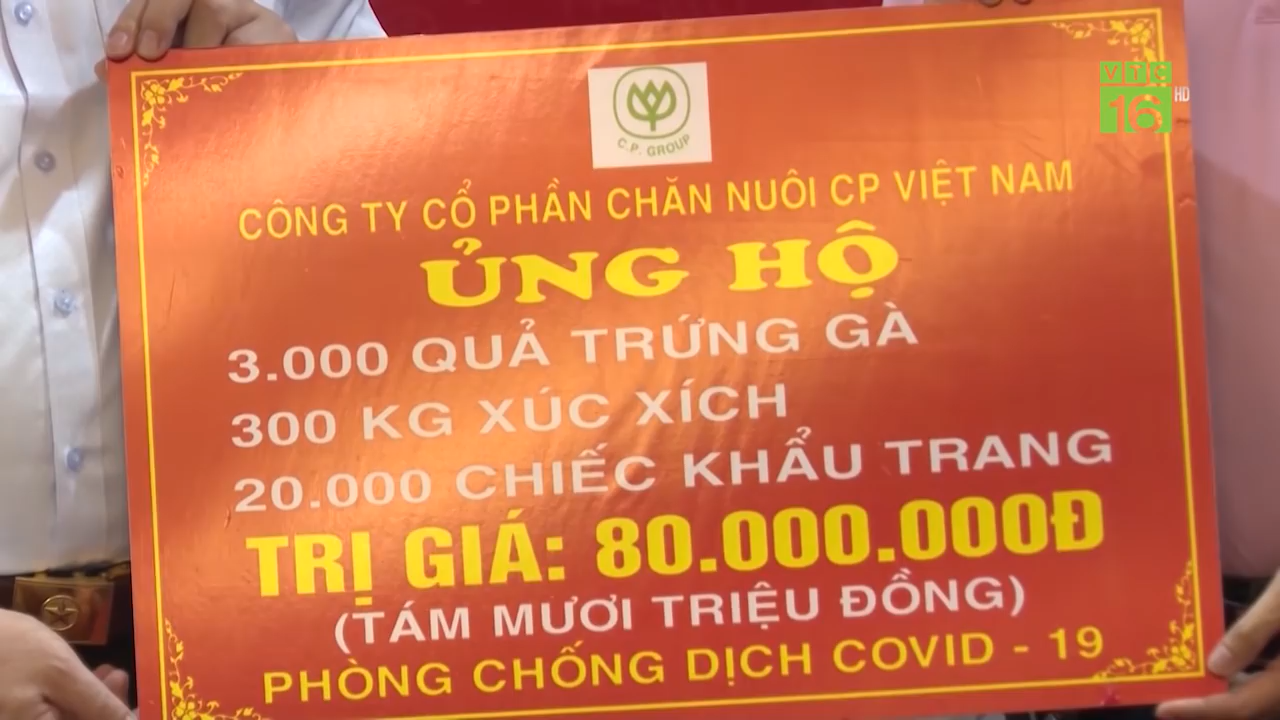 VTC
16 HD
C.P. GROUP
CÔNG TY CỔ PHẦN CHĂN NUÔI CP VIỆT NAM
ỦNG HỘ
3.000 QUẢ TRỨNG GÀ
300 KG XÚC XÍCH
20.000 CHIẾC KHẨU TRANG
TRỊ GIÁ: 80.000.000Đ
(TÁM MƯƠI TRIỆU ĐỒNG)
PHÒNG CHỐNG DỊCH COVID - 19